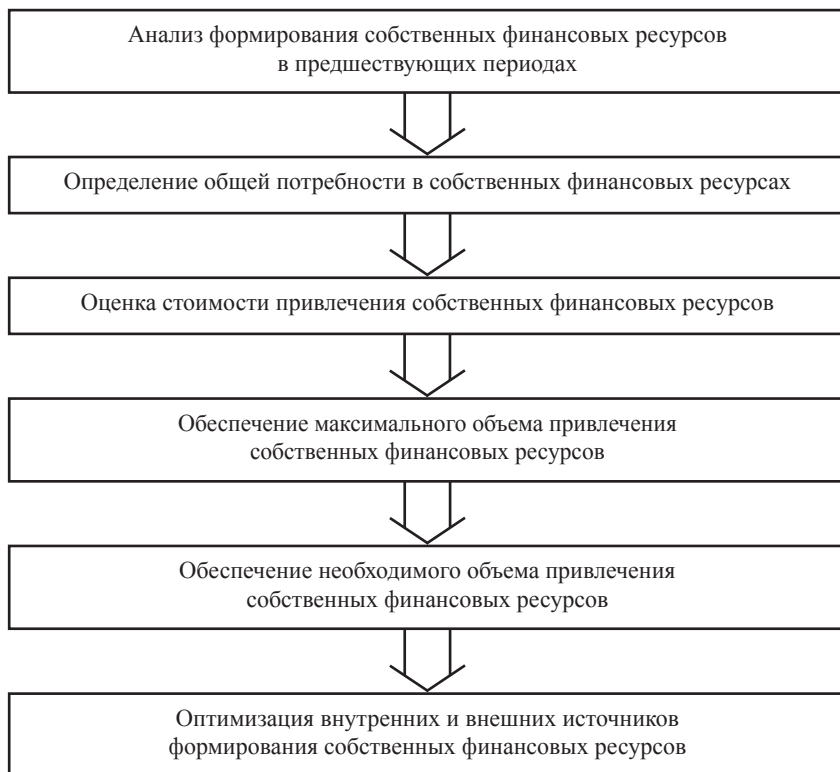 Анализ формирования собственных финансовых ресурсов
в предшествующих периодах
Определение общей потребности в собственных финансовых ресурсах
Оценка стоимости привлечения собственных финансовых ресурсов
Обеспечение максимального объема привлечения
собственных финансовых ресурсов
Обеспечение необходимого объема привлечения
собственных финансовых ресурсов
Оптимизация внутренних и внешних источников
формирования собственных финансовых ресурсов